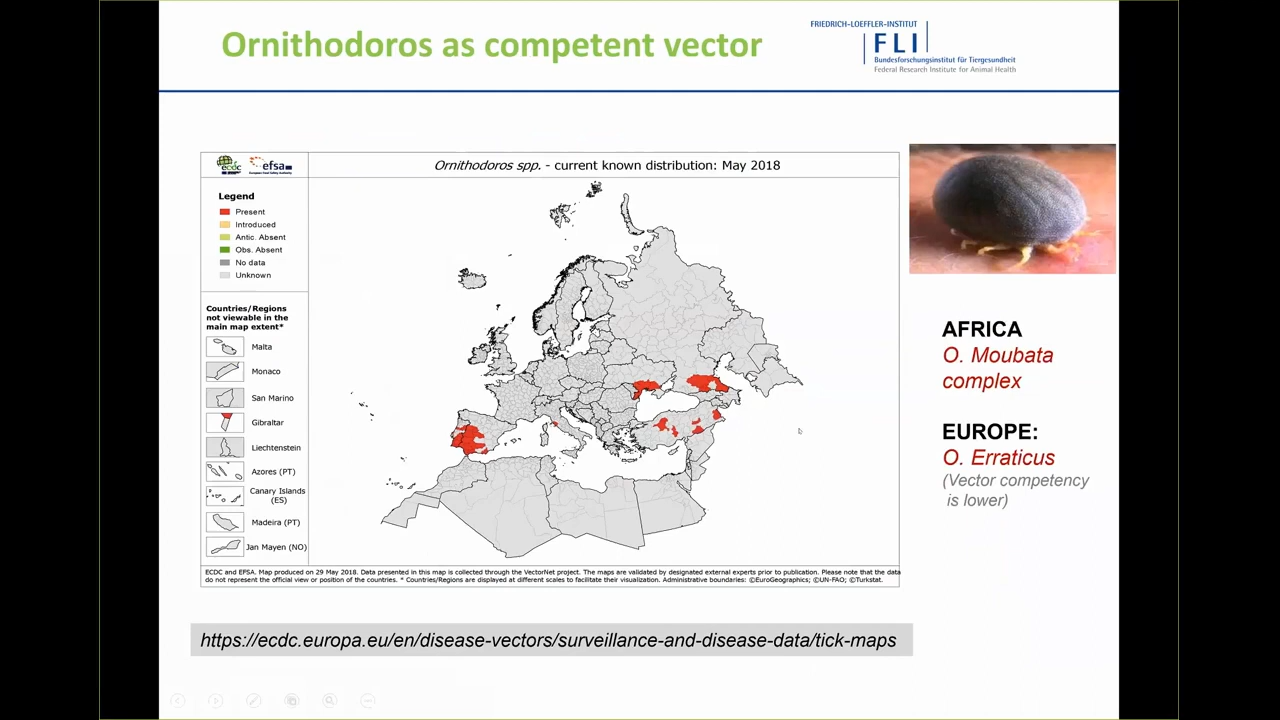 Ornithodoros as competent vector
FRIEDRICH-LOEFFLER-INSTITUT
FLI
Bundesforschungsinstitut für Tiergesundheit
Federal Research Institute for Animal Health
ecdc
efsa
European Food Safety Authority
Ornithodoros spp. - current known distribution: May 2018
Legend
Present
Introduced
Antic. Absent
Obs. Absent
No data
Unknown
Countries/Regions
not viewable in the
main map extent*
Malta
Monaco
San Marino
Gibraltar
Liechtenstein
Azores (PT)
Canary Islands
(ES)
Madeira (PT)
Jan Mayen (NO)
ECDC and EFSA. Map produced on 29 May 2018. Data presented in this map is collected through the VectorNet project. The maps are validated by designated external experts prior to publication. Please note that the data
do not represent the official view or position of the countries. * Countries/Regions are displayed at different scales to facilitate their visualization. Administrative boundaries: ©EuroGeographics; ©UN-FAO; ©Turkstat.
AFRICA
O. Moubata
complex
EUROPE:
O. Erraticus
(Vector competency
is lower)
https://ecdc.europa.eu/en/disease-vectors/surveillance-and-disease-data/tick-maps